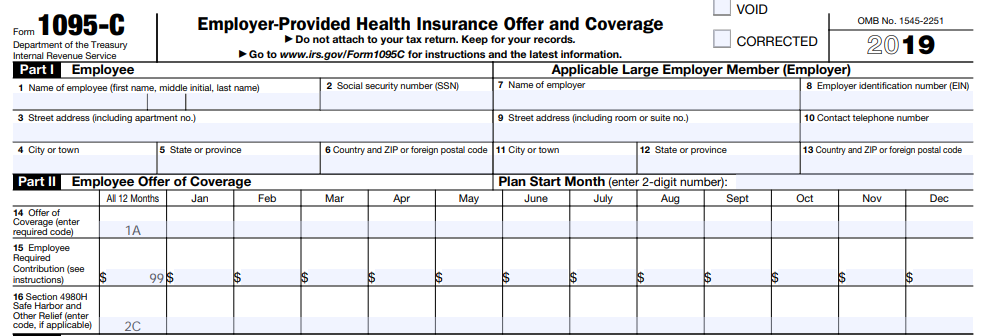 VOID
Form 1095-C
Department of the Treasury
Internal Revenue Service
Employer-Provided Health Insurance Offer and Coverage
▶ Do not attach to your tax return. Keep for your records.
▶ Go to www.irs.gov/Form1095C for instructions and the latest information.
CORRECTED
OMB No. 1545-2251
2019
Part I Employee
Applicable Large Employer Member (Employer)
1 Name of employee (first name, middle initial, last name)
2 Social security number (SSN)
7 Name of employer
8 Employer identification number (EIN)
3 Street address (including apartment no.)
9 Street address (including room or suite no.)
10 Contact telephone number
4 City or town
5 State or province
6 Country and ZIP or foreign postal code
11 City or town
12 State or province
13 Country and ZIP or foreign postal code
Part II Employee Offer of Coverage
Plan Start Month (enter 2-digit number):
All 12 Months Jan Feb Mar Apr May June July Aug Sept Oct Nov Dec
14 Offer of
Coverage (enter
required code)
1A
15 Employee
Required
Contribution (see
instructions)
$ 99 $ $ $ $ $ $ $ $ $ $ $ $
16 Section 4980H
Safe Harbor and
Other Relief (enter
code, if applicable)
2C